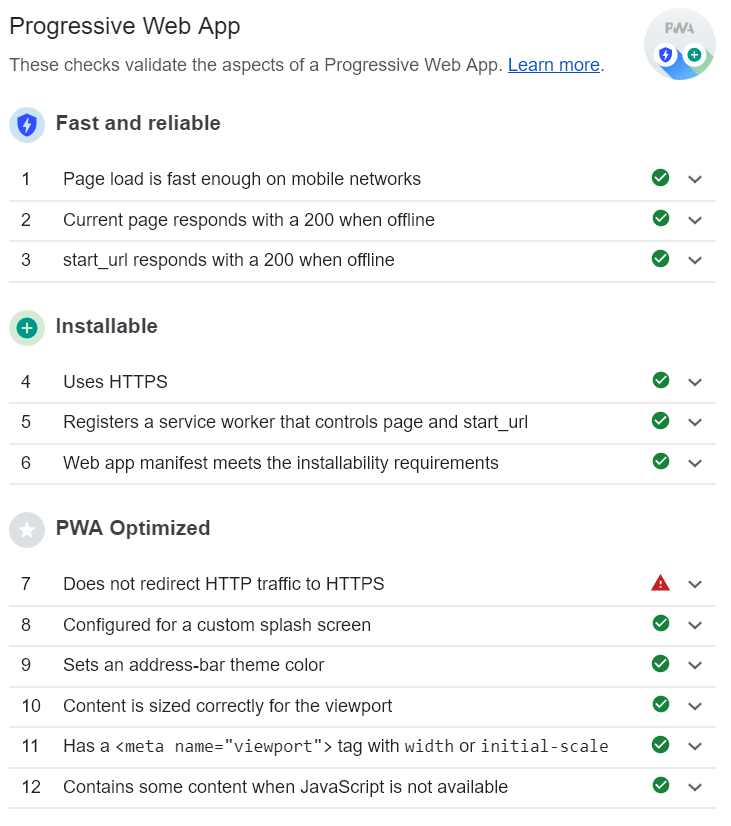 Progressive Web App
PWA
These checks validate the aspects of a Progressive Web App. Learn more.
Fast and reliable
1 Page load is fast enough on mobile networks
2 Current page responds with a 200 when offline
3 start_url responds with a 200 when offline
Installable
4 Uses HTTPS
5 Registers a service worker that controls page and start_url
6 Web app manifest meets the installability requirements
PWA Optimized
7 Does not redirect HTTP traffic to HTTPS
8 Configured for a custom splash screen
9 Sets an address-bar theme color
10 Content is sized correctly for the viewport
11 Has a <meta name="viewport"> tag with width or initial-scale
12 Contains some content when JavaScript is not available